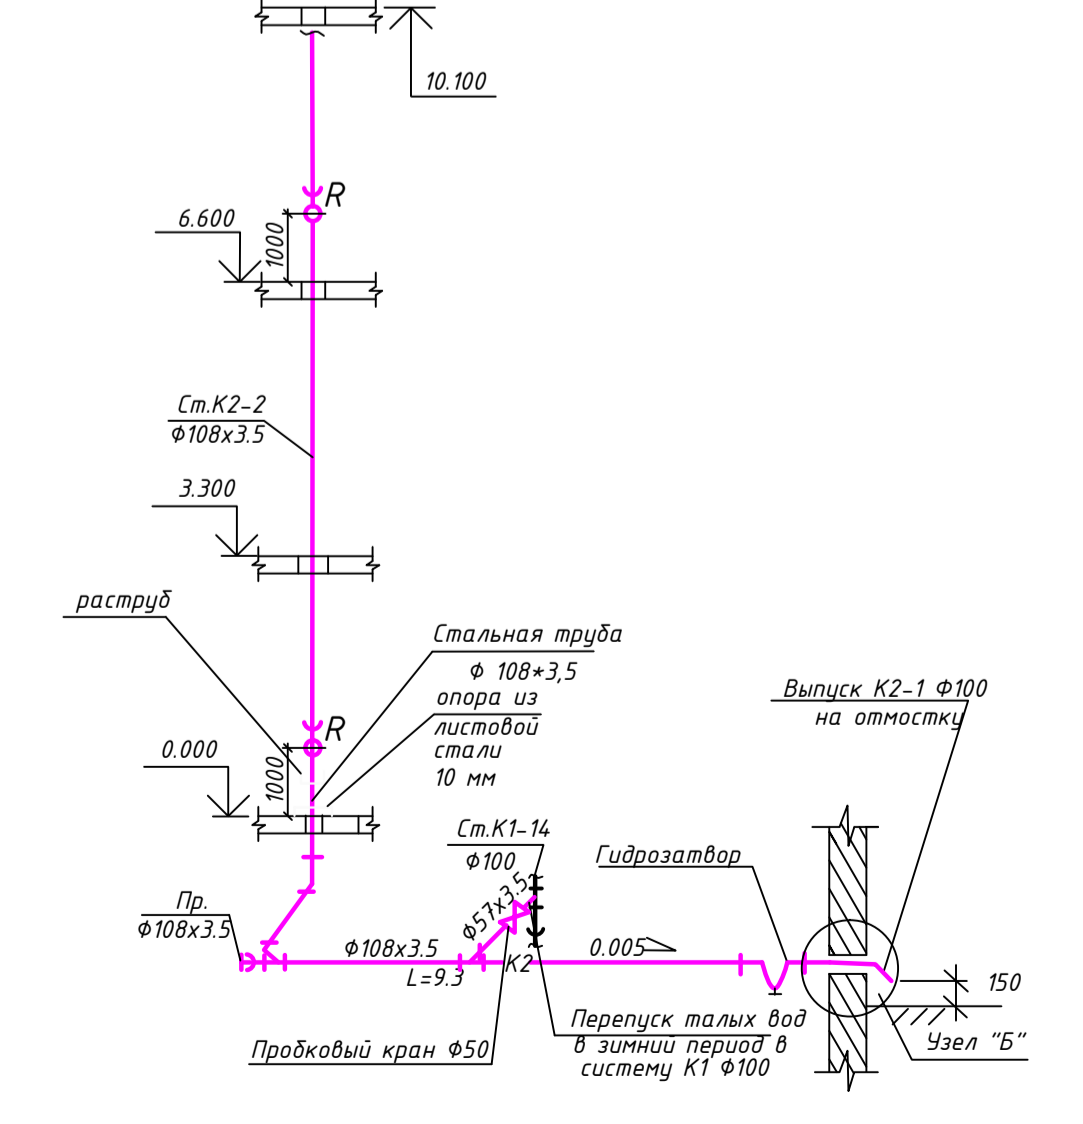 10.100
R
6.600
1000
Ст.К2-2
Ф108х3.5
3.300
раструб
Стальная труба
Ф 108*3,5
опора из
листовой
стали
10 мм
R
0.000
1000
Выпуск К2-1 Ф100
на отмостку
Ст.К1-14
Ф100
Гидрозатвор
Ф57х3.5
Пр.
Ф108х3.5
Ф108х3.5
L=9.3
К2
0.005
150
Перепуск талых вод
в зимний период в
систему К1 Ф100
Пробковый кран Ф50
Узел "Б"